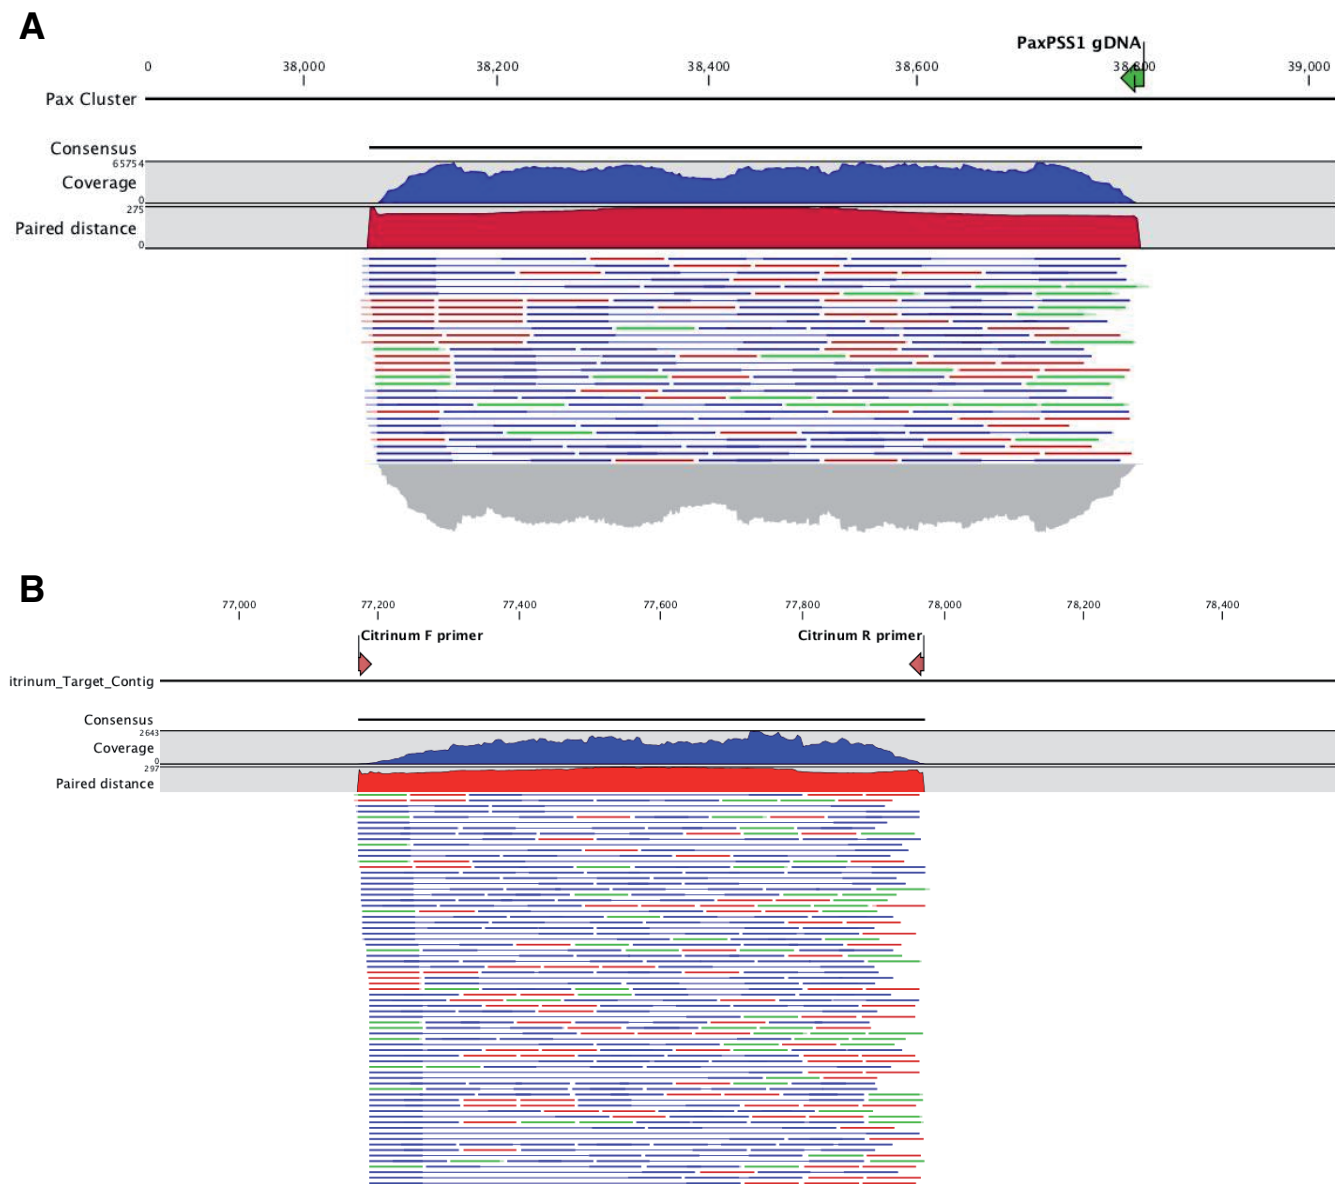 A
PaxPSS1 gDNA
0 38,000 38,200 38,400 38,600 38,800 39,000
Pax Cluster
Consensus
65754
Coverage
0
275
Paired distance
0
B
77,000 77,200 77,400 77,600 77,800 78,000 78,200 78,400
Citrinum F primer Citrinum R primer
itrinum_Target_Contig
Consensus
2643
Coverage
0
297
Paired distance